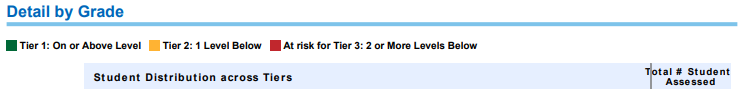 Detail by Grade
Tier 1: On or Above Level Tier 2: 1 Level Below At risk for Tier 3: 2 or More Levels Below
Student Distribution across Tiers
Total # Student
Assessed